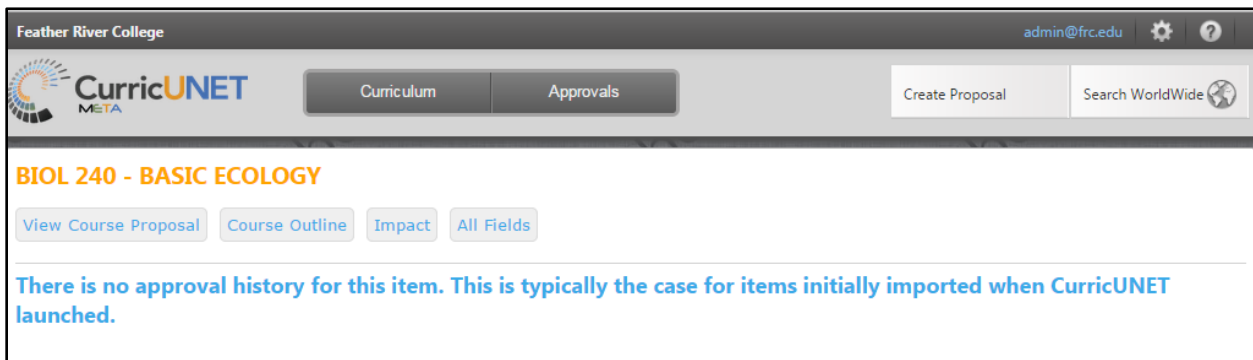 Feather River College
admin@frc.edu
?
CurricUNET
META
Curriculum
Approvals
Create Proposal
Search WorldWide
BIOL 240 - BASIC ECOLOGY
View Course Proposal
Course Outline
Impact
All Fields
There is no approval history for this item. This is typically the case for items initially imported when CurricUNET
launched.